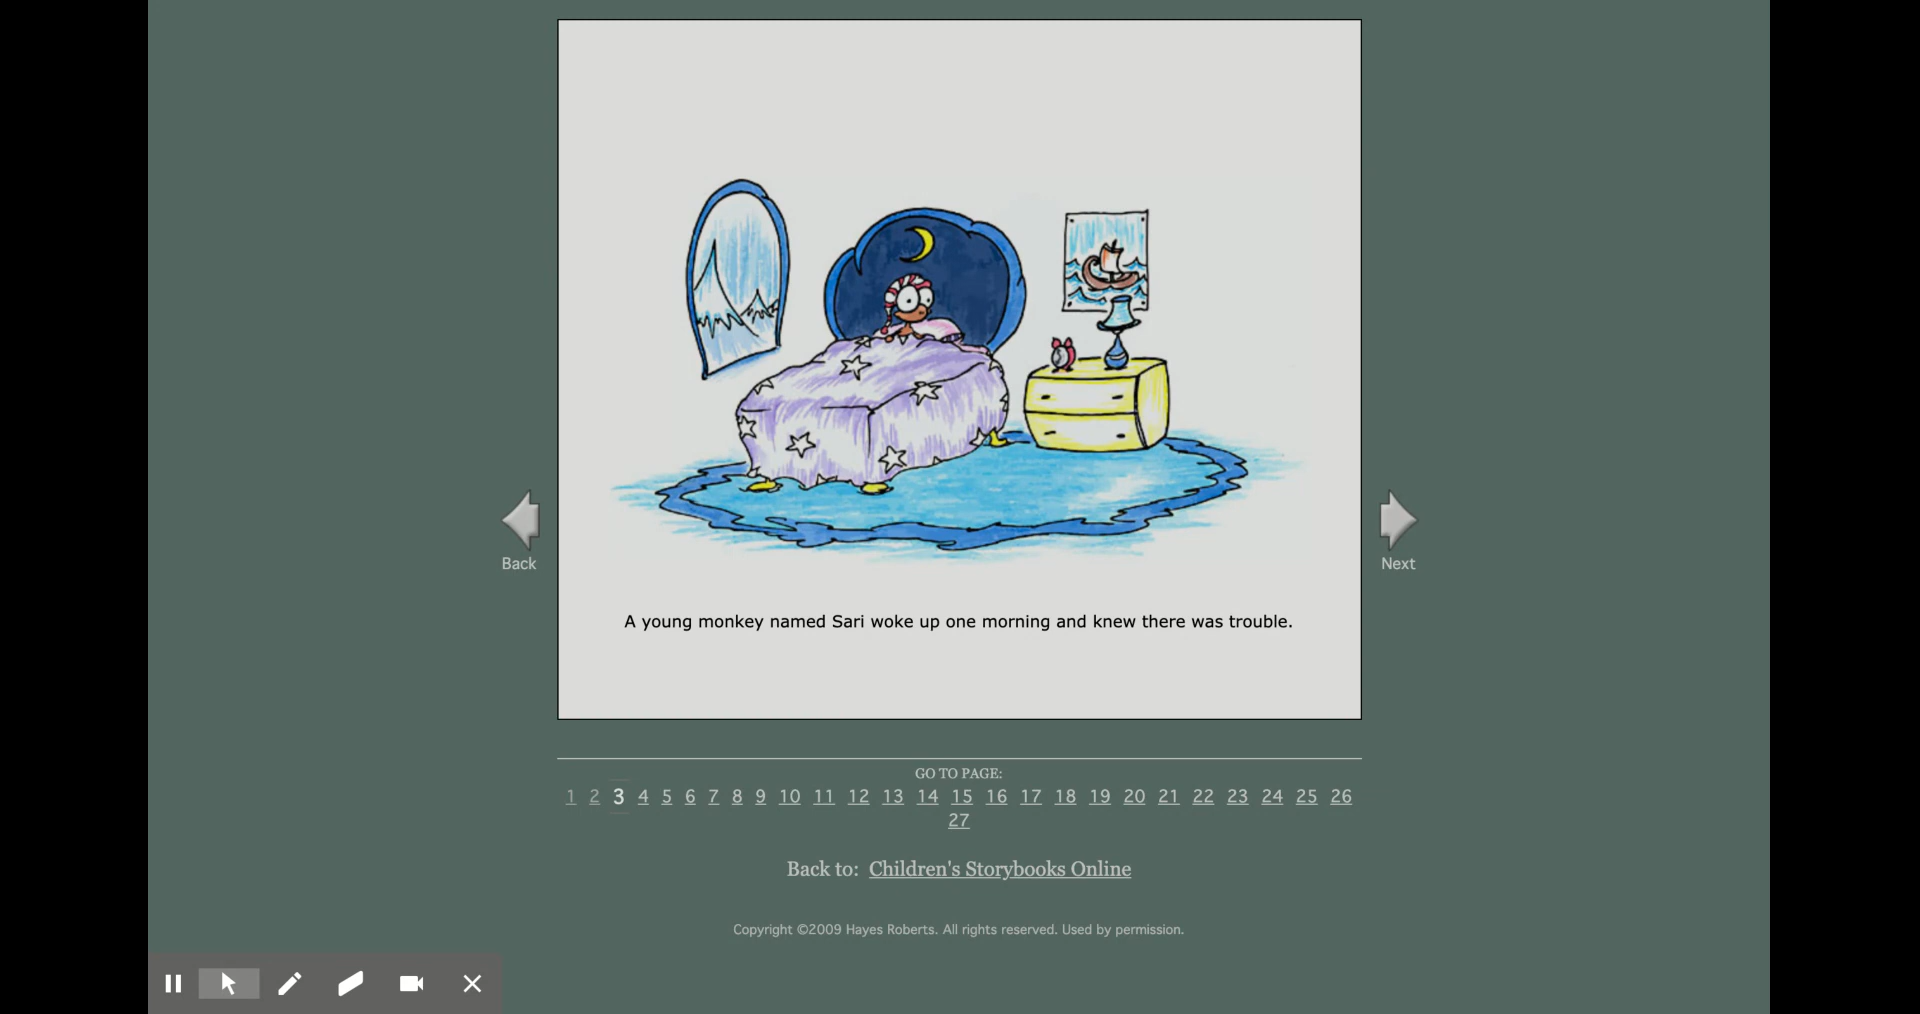 A young monkey named Sari woke up one morning and knew there was trouble.
Back
Next
GO TO PAGE:
1 2 3 4 5 6 7 8 9 10 11 12 13 14 15 16 17 18 19 20 21 22 23 24 25 26
27
Back to: Children's Storybooks Online
Copyright ©2009 Hayes Roberts. All rights reserved. Used by permission.